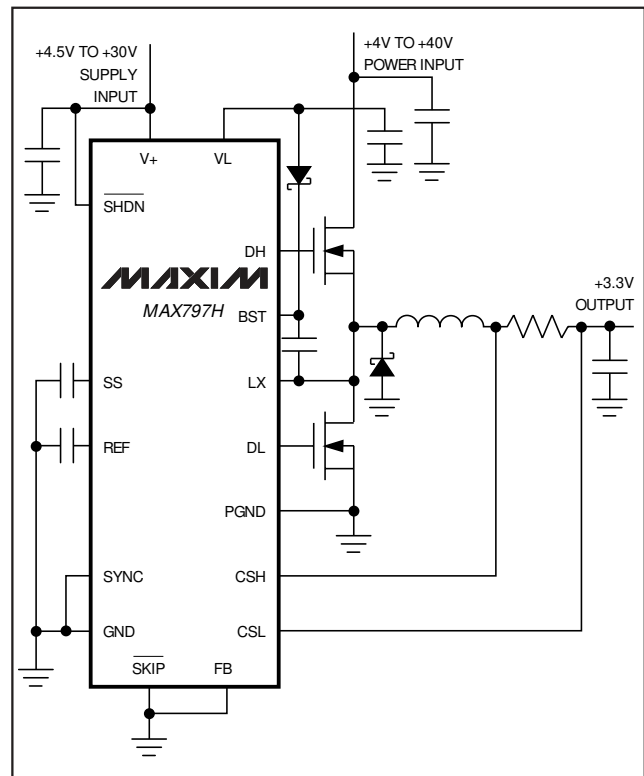 +4.5V TO +30V
SUPPLY
INPUT
+4V TO +40V
POWER INPUT
V+
VL
SHDN
DH
MAXIM
MAX797H
BST
+3.3V
OUTPUT
SS
LX
REF
DL
PGND
SYNC
CSH
GND
CSL
SKIP
FB